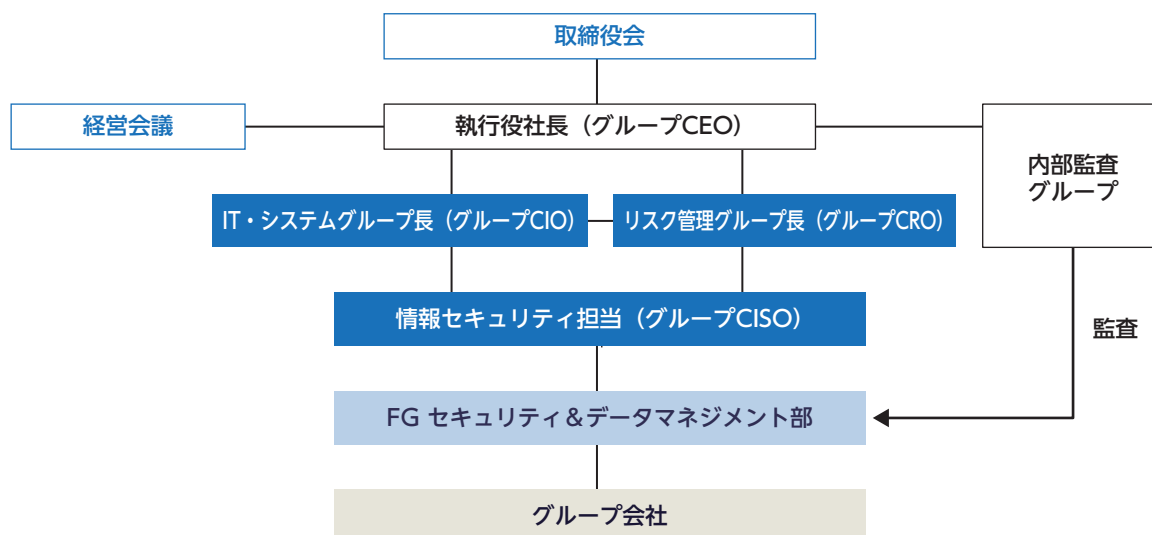 取締役会
経営会議
執行役社長（グループCEO）
内部監査
グループ
IT・システムグループ長（グループCIO）
リスク管理グループ長（グループCRO）
情報セキュリティ担当（グループCISO）
監査
FG セキュリティ＆データマネジメント部
グループ会社